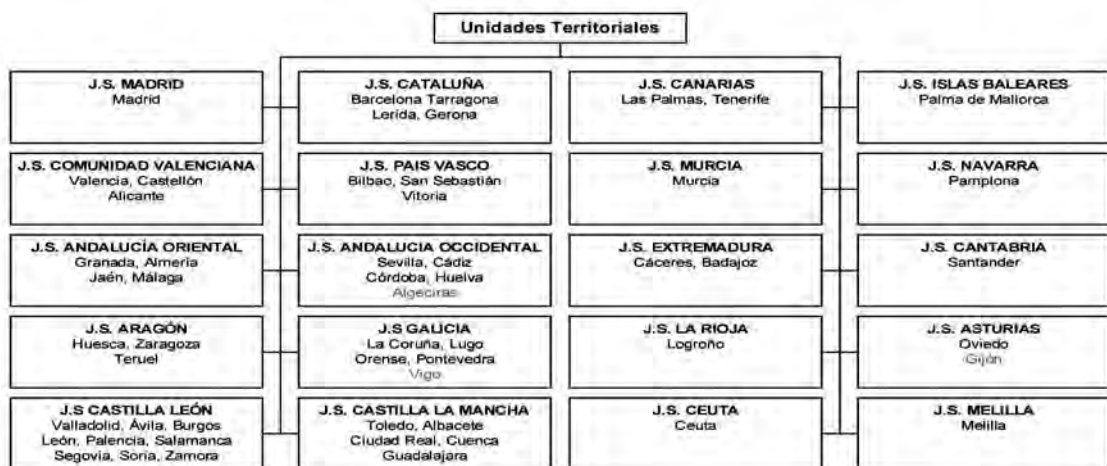 Unidades Territoriales
J.S. MADRID
Madrid
J.S. CATALUÑA
Barcelona Tarragona
Lerida, Gerona
J.S. CANARIAS
Las Palmas, Tenerife
J.S. ISLAS BALEARES
Palma de Mallorca
J.S. COMUNIDAD VALENCIANA
Valencia, Castellón
Alicante
J.S. PAIS VASCO
Bilbao, San Sebastián
Vitoria
J.S. MURCIA
Murcia
J.S. NAVARRA
Pamplona
J.S. ANDALUCÍA ORIENTAL
Granada, Almería
Jaén, Málaga
J.S. ANDALUCIA OCCIDENTAL
Sevilla, Cádiz
Córdoba, Huelva
Algeciras
J.S. EXTREMADURA
Cáceres, Badajoz
J.S. CANTABRIA
Santander
J.S. ARAGÓN
Huesca, Zaragoza
Teruel
J.S GALICIA
La Coruña, Lugo
Orense, Pontevedra
Vigo
J.S. LA RIOJA
Logroño
J.S. ASTURIAS
Oviedo
Gijón
J.S CASTILLA LEÓN
Valladolid, Ávila, Burgos
León, Palencia, Salamanca
Segovia, Soria, Zamora
J.S. CASTILLA LA MANCHA
Toledo, Albacete
Ciudad Real, Cuenca
Guadalajara
J.S. CEUTA
Ceuta
J.S. MELILLA
Melilla